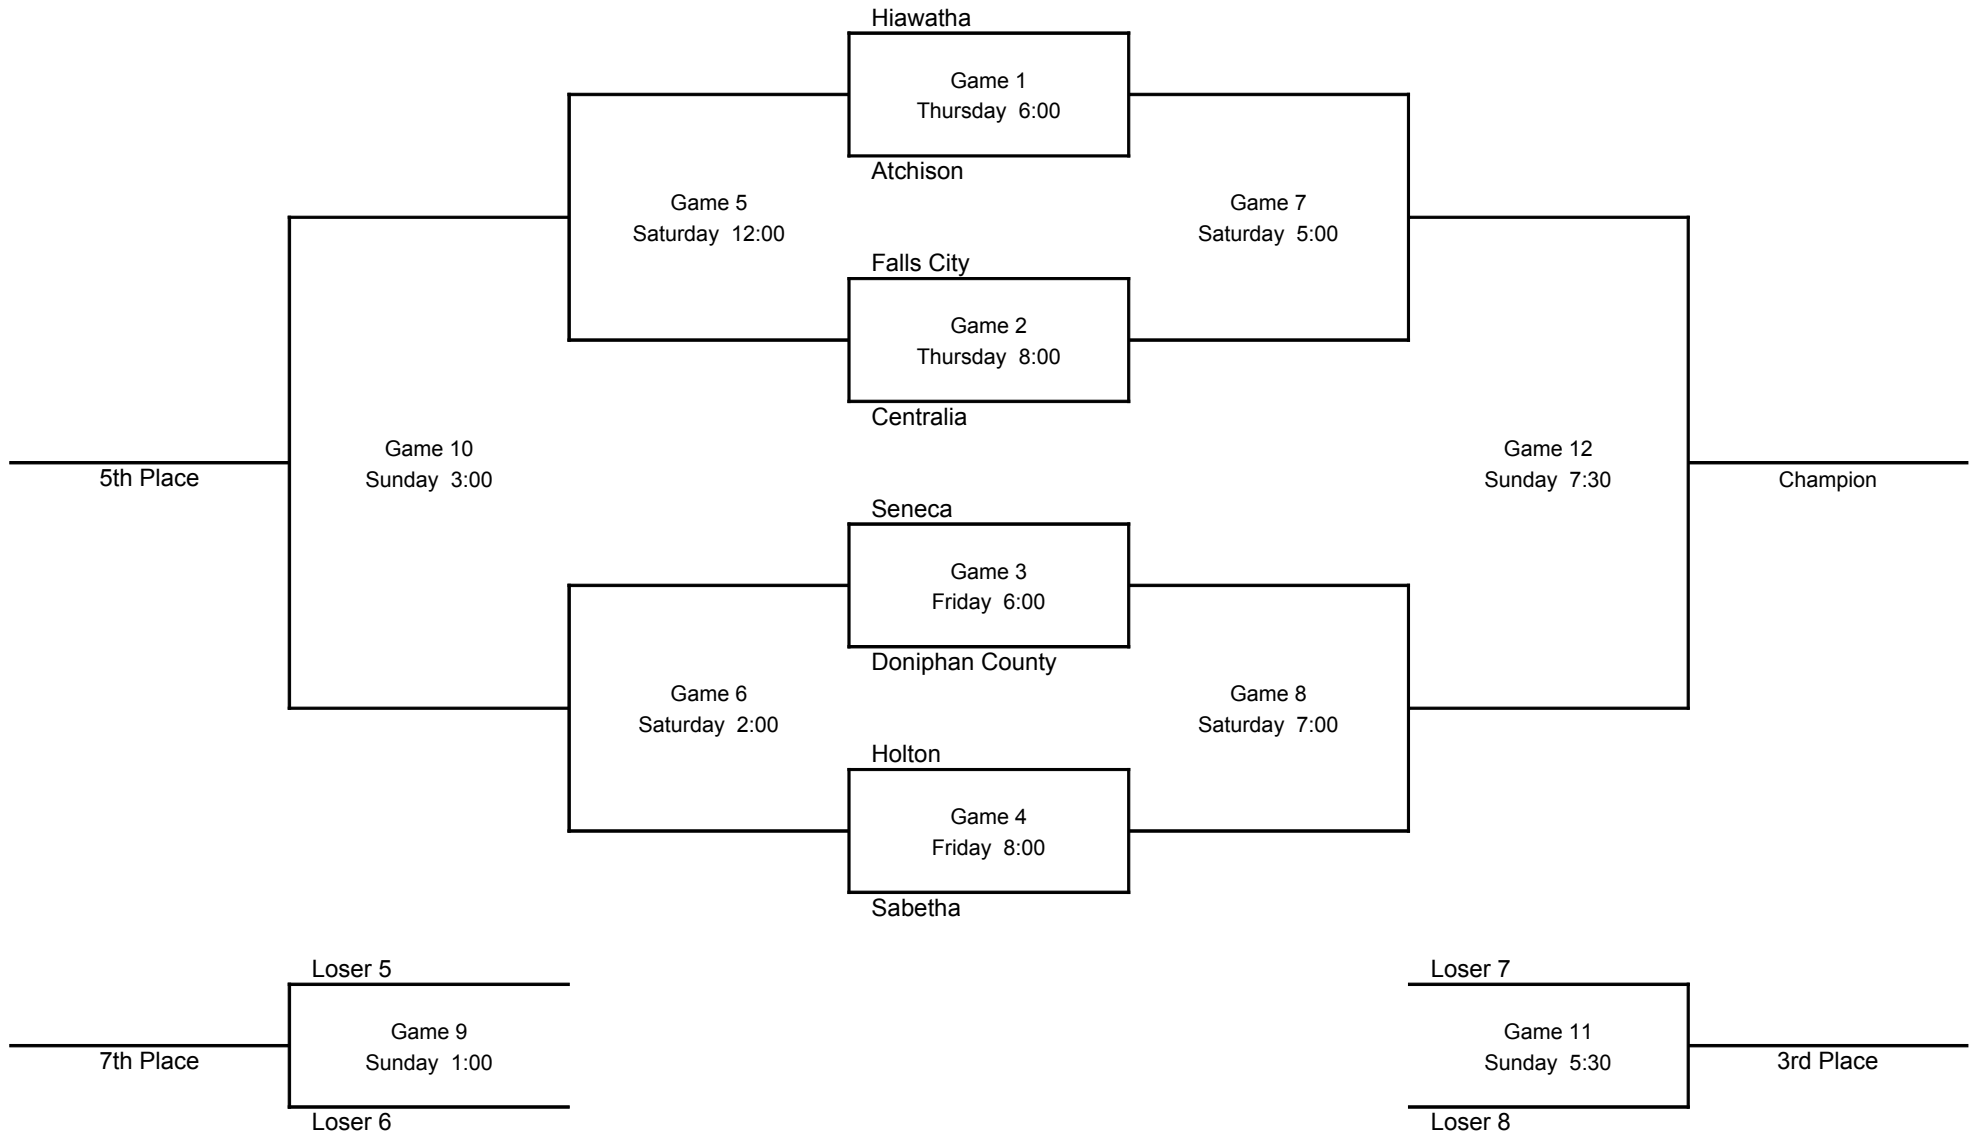 Hiawatha
Game 1
Thursday 6:00
Atchison
Game 5
Saturday 12:00
Game 7
Saturday 5:00
Falls City
Game 2
Thursday 8:00
Centralia
Game 10
Sunday 3:00
5th Place
Game 12
Sunday 7:30
Champion
Seneca
Game 3
Friday 6:00
Doniphan County
Game 6
Saturday 2:00
Game 8
Saturday 7:00
Holton
Game 4
Friday 8:00
Sabetha
Loser 5
Game 9
Sunday 1:00
7th Place
Loser 6
Loser 7
Game 11
Sunday 5:30
3rd Place
Loser 8